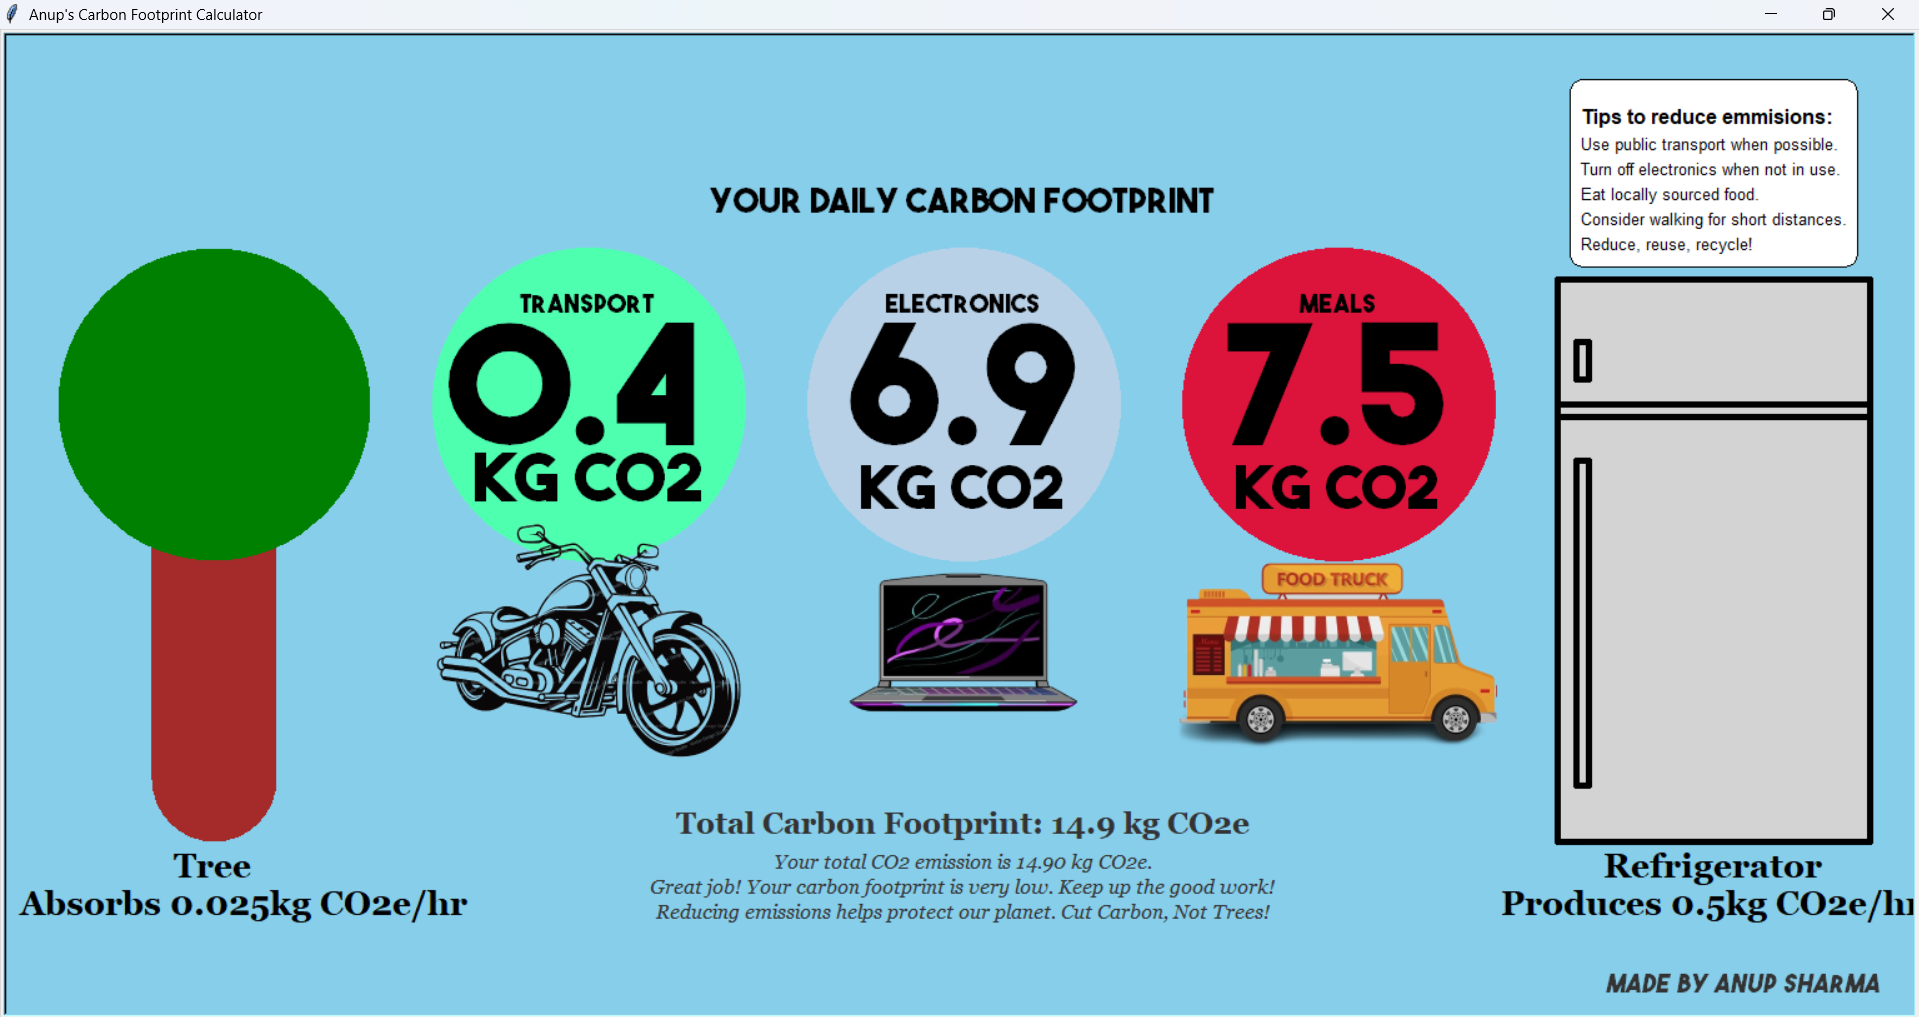 Anup's Carbon Footprint Calculator
Tips to reduce emmisions:
Use public transport when possible.
Turn off electronics when not in use.
Eat locally sourced food.
Consider walking for short distances.
Reduce, reuse, recycle!
YOUR DAILY CARBON FOOTPRINT
TRANSPORT
0.4
KG CO2
ELECTRONICS
6.9
KG CO2
MEALS
7.5
KG CO2
FOOD TRUCK
Total Carbon Footprint: 14.9 kg CO2e
Your total CO2 emission is 14.90 kg CO2e.
Great job! Your carbon footprint is very low. Keep up the good work!
Reducing emissions helps protect our planet. Cut Carbon, Not Trees!
Tree
Absorbs 0.025kg CO2e/hr
Refrigerator
Produces 0.5kg CO2e/hr
MADE BY ANUP SHARMA